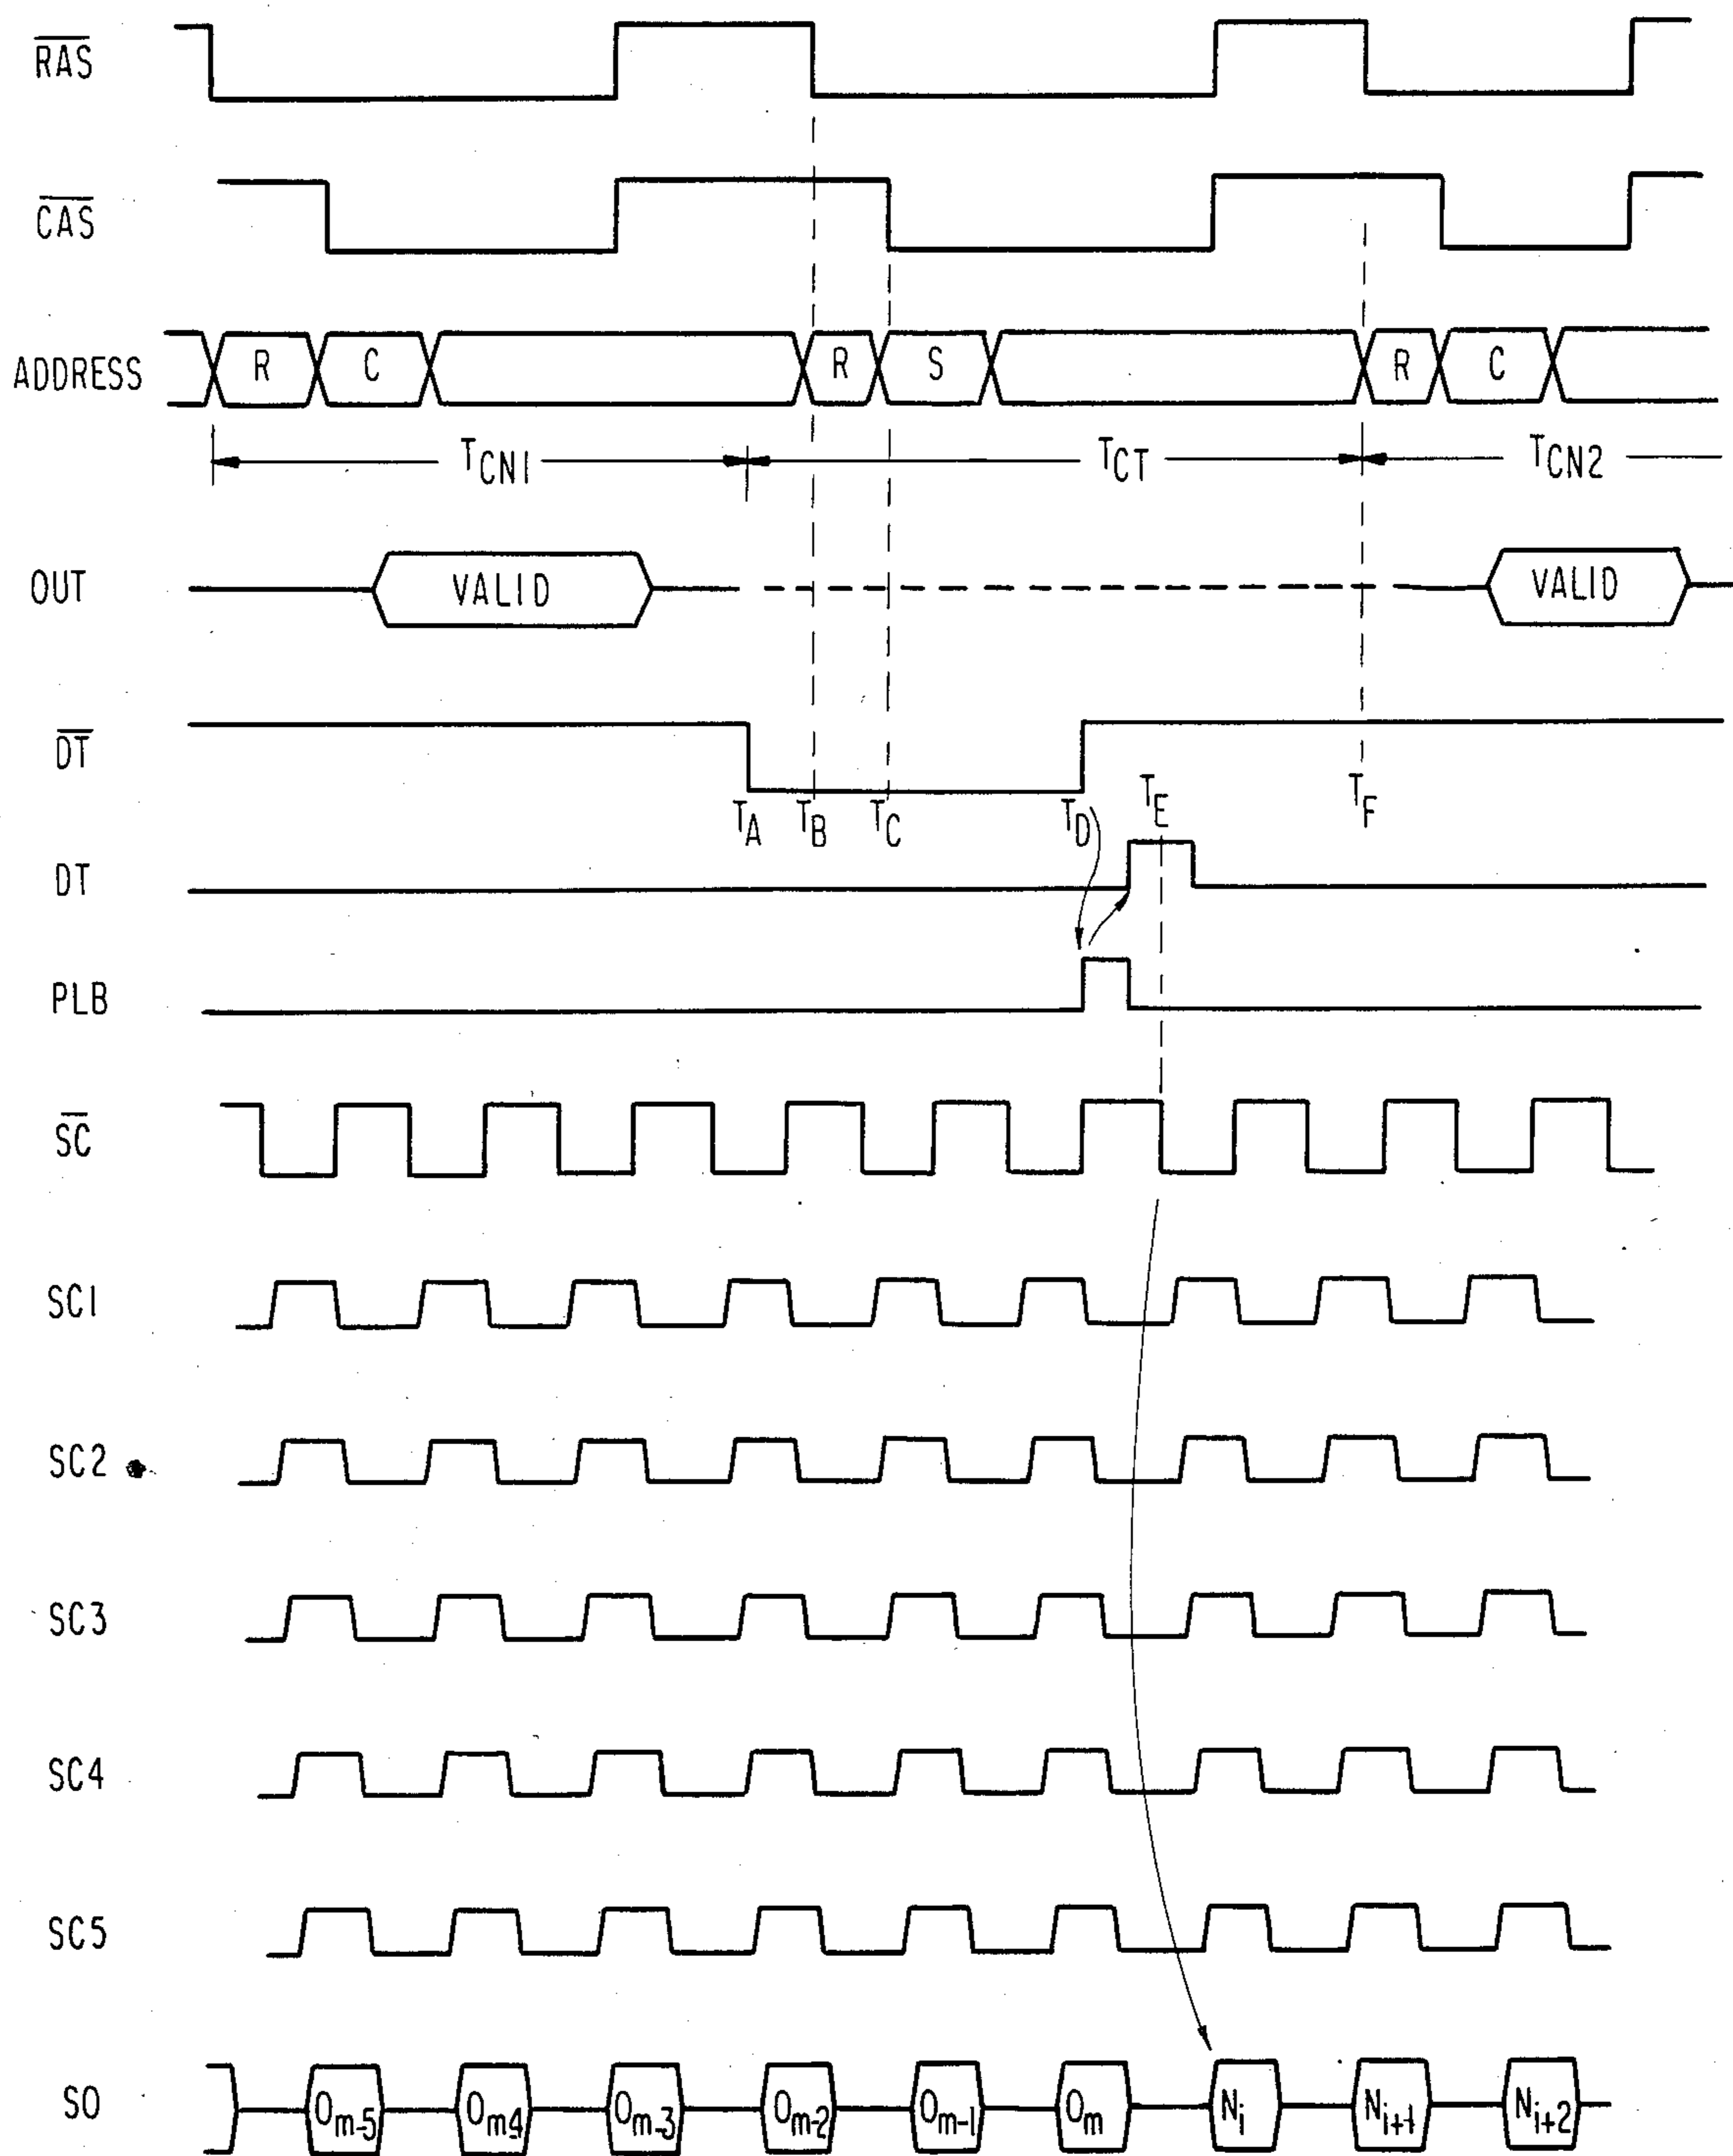 RAS
CAS
ADDRESS R C R S R C
TCN1 TCT TCN2
OUT VALID VALID
DT
TA TB TC TD TE TF
DT
PLB
SC
SC1
SC2
SC3
SC4
SC5
SO Om-5 Om-4 Om-3 Om-2 Om-1 Om Ni Ni+1 Ni+2